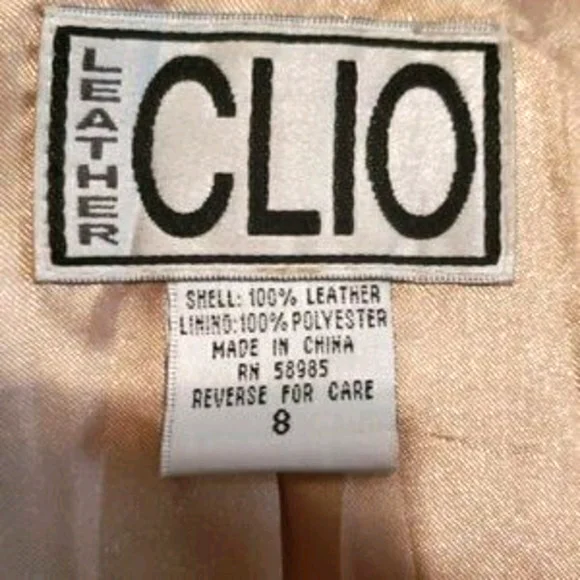 LEATHER
CLIO
SHELL: 100% LEATHER
LINING:100% POLYESTER
MADE IN CHINA
RN 58985
REVERSE FOR CARE
8